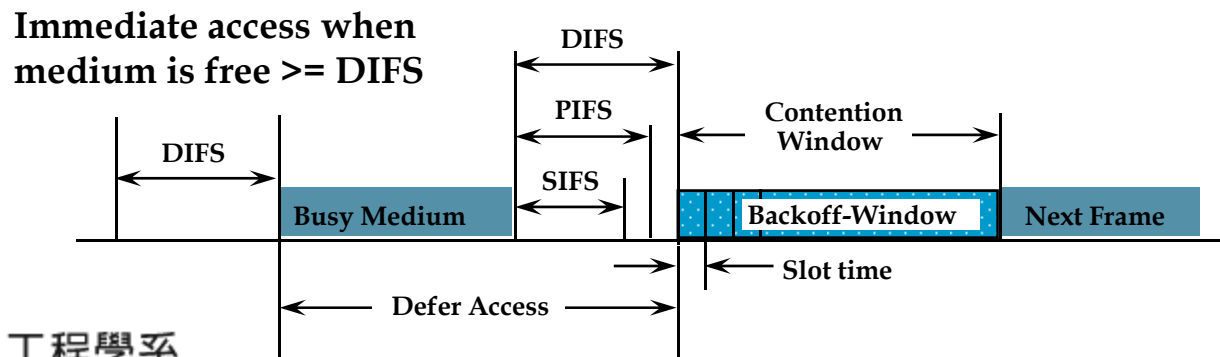 Immediate access when
medium is free >= DIFS
DIFS
DIFS
PIFS
SIFS
Contention
Window
Busy Medium
Backoff-Window
Next Frame
Slot time
Defer Access
工程學系